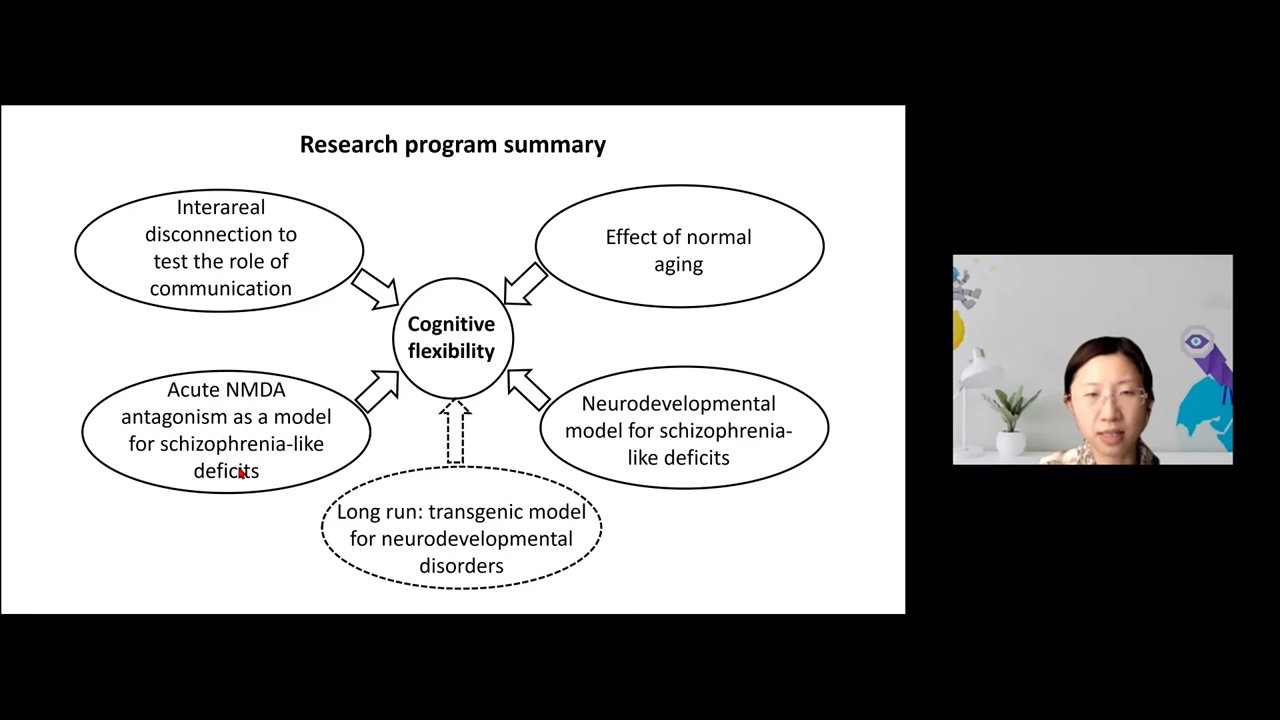 Research program summary
Interareal
disconnection to
test the role of
communication
Effect of normal
aging
Cognitive
flexibility
Acute NMDA
antagonism as a model
for schizophrenia-like
deficits
Neurodevelopmental
model for schizophrenia-
like deficits
Long run: transgenic model
for neurodevelopmental
disorders